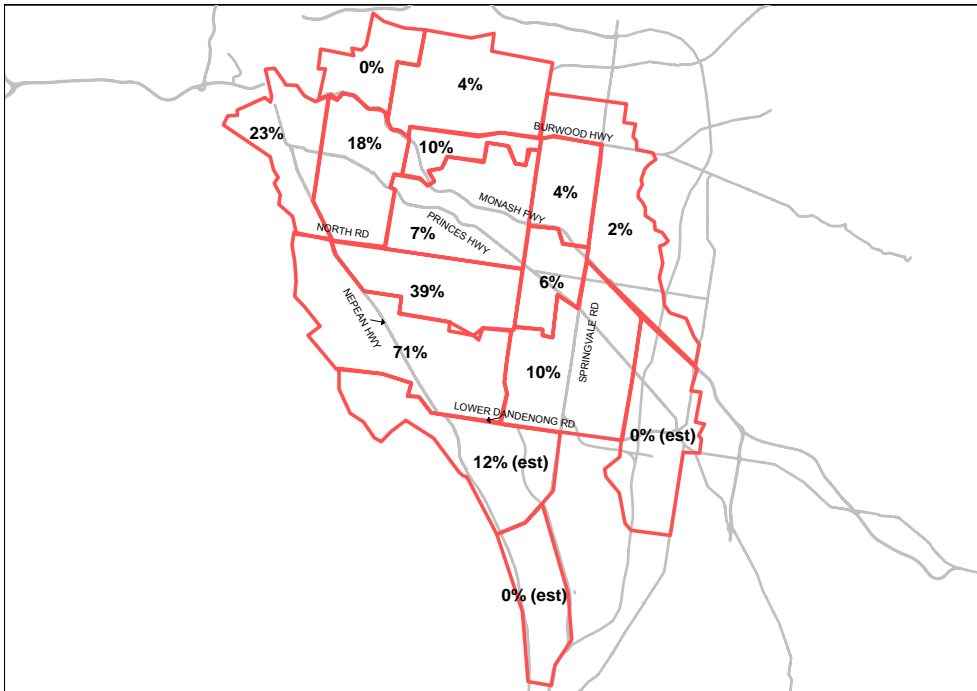 0%
4%
23%
18%
10%
BURWOOD HWY
4%
MONASH FWY
PRINCES HWY
NORTH RD
7%
2%
39%
6%
NEPEAN HWY
71%
10%
SPRINGVALE RD
LOWER DANDENONG RD
0% (est)
12% (est)
0% (est)